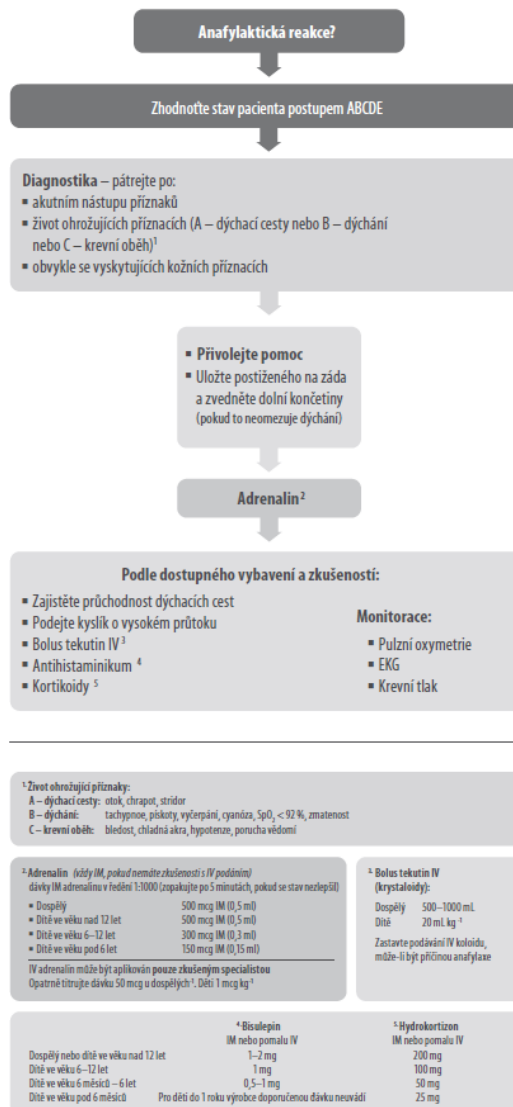 Anafylaktická reakce?
Zhodnoťte stav pacienta postupem ABCDE
Diagnostika – pátrejte po:
▪ akutním nástupu příznaků
▪ život ohrožujících příznacích (A – dýchací cesty nebo B – dýchání
nebo C – krevní oběh)¹
▪ obvykle se vyskytujících kožních příznacích
▪ Přivolejte pomoc
▪ Uložte postiženého na záda
a zvedněte dolní končetiny
(pokud to neomezuje dýchání)
Adrenalin²
Podle dostupného vybavení a zkušeností:
▪ Zajistěte průchodnost dýchacích cest
▪ Podejte kyslík o vysokém průtoku
▪ Bolus tekutin IV ³
▪ Antihistaminikum ⁴
▪ Kortikoidy ⁵
Monitorace:
▪ Pulzní oxymetrie
▪ EKG
▪ Krevní tlak
¹· Život ohrožující příznaky:
A – dýchací cesty: otok, chrapot, stridor
B – dýchání: tachypnoe, pískoty, vyčerpání, cyanóza, SpO₂ < 92 %, zmatenost
C – krevní oběh: bledost, chladná akra, hypotenze, porucha vědomí
²· Adrenalin (vždy IM, pokud nemáte zkušenosti s IV podáním)
dávky IM adrenalinu v ředění 1:1000 (zopakujte po 5 minutách, pokud se stav nezlepšil)
▪ Dospělý 500 mcg IM (0,5 ml)
▪ Dítě ve věku nad 12 let 500 mcg IM (0,5 ml)
▪ Dítě ve věku 6–12 let 300 mcg IM (0,3 ml)
▪ Dítě ve věku pod 6 let 150 mcg IM (0,15 ml)
IV adrenalin může být aplikován pouze zkušeným specialistou
Opatrně titrujte dávku 50 mcg u dospělých⁻¹. Děti 1 mcg kg⁻¹
³· Bolus tekutin IV
(krystaloidy):
Dospělý 500–1000 mL
Dítě 20 mL kg⁻¹
Zastavte podávání IV koloidu,
může-li být příčinou anafylaxe
⁴· Bisulepin ⁵· Hydrokortizon
IM nebo pomalu IV IM nebo pomalu IV
Dospělý nebo dítě ve věku nad 12 let 1–2 mg 200 mg
Dítě ve věku 6–12 let 1 mg 100 mg
Dítě ve věku 6 měsíců – 6 let 0,5–1 mg 50 mg
Dítě ve věku pod 6 měsíců Pro děti do 1 roku výrobce doporučenou dávku neuvádí 25 mg